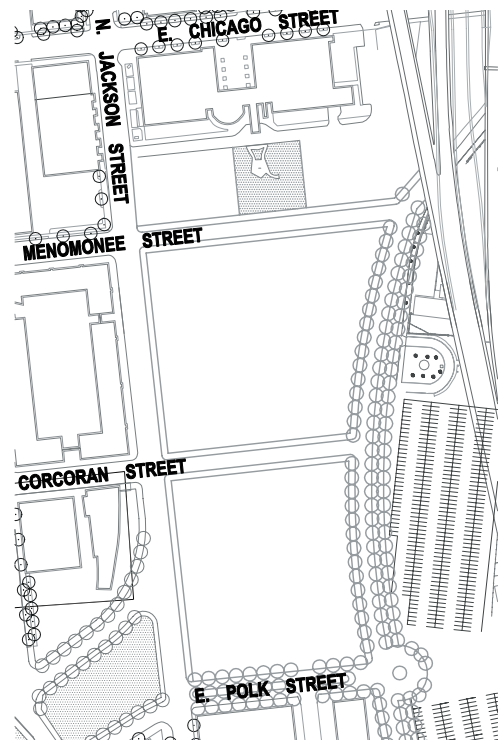 E. CHICAGO STREET
N. JACKSON STREET
MENOMONEE STREET
CORCORAN STREET
E. POLK STREET